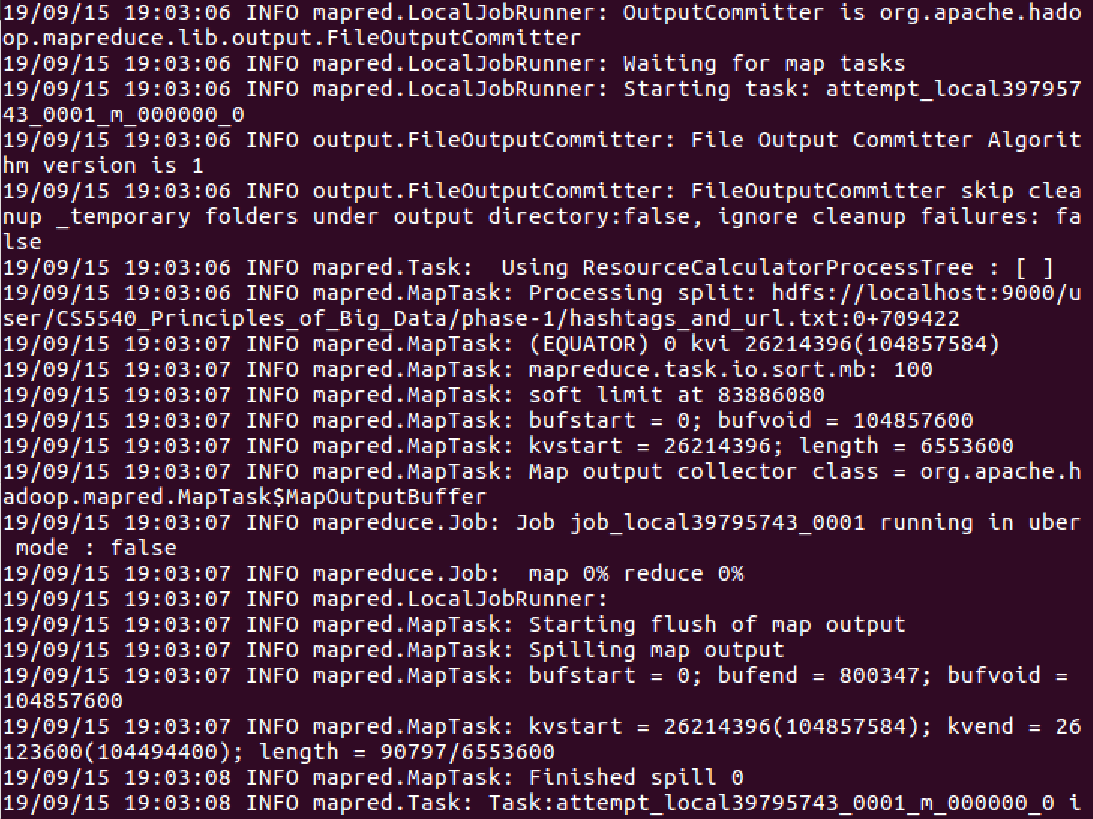 19/09/15 19:03:06 INFO mapred.LocalJobRunner: OutputCommitter is org.apache.hado
op.mapreduce.lib.output.FileOutputCommitter
19/09/15 19:03:06 INFO mapred.LocalJobRunner: Waiting for map tasks
19/09/15 19:03:06 INFO mapred.LocalJobRunner: Starting task: attempt_local397957
43_0001_m_000000_0
19/09/15 19:03:06 INFO output.FileOutputCommitter: File Output Committer Algorit
hm version is 1
19/09/15 19:03:06 INFO output.FileOutputCommitter: FileOutputCommitter skip clea
nup _temporary folders under output directory:false, ignore cleanup failures: fa
lse
19/09/15 19:03:06 INFO mapred.Task:  Using ResourceCalculatorProcessTree : [ ]
19/09/15 19:03:06 INFO mapred.MapTask: Processing split: hdfs://localhost:9000/u
ser/CS5540_Principles_of_Big_Data/phase-1/hashtags_and_url.txt:0+709422
19/09/15 19:03:07 INFO mapred.MapTask: (EQUATOR) 0 kvi 26214396(104857584)
19/09/15 19:03:07 INFO mapred.MapTask: mapreduce.task.io.sort.mb: 100
19/09/15 19:03:07 INFO mapred.MapTask: soft limit at 83886080
19/09/15 19:03:07 INFO mapred.MapTask: bufstart = 0; bufvoid = 104857600
19/09/15 19:03:07 INFO mapred.MapTask: kvstart = 26214396; length = 6553600
19/09/15 19:03:07 INFO mapred.MapTask: Map output collector class = org.apache.h
adoop.mapred.MapTask$MapOutputBuffer
19/09/15 19:03:07 INFO mapreduce.Job: Job job_local39795743_0001 running in uber
 mode : false
19/09/15 19:03:07 INFO mapreduce.Job:  map 0% reduce 0%
19/09/15 19:03:07 INFO mapred.LocalJobRunner:
19/09/15 19:03:07 INFO mapred.MapTask: Starting flush of map output
19/09/15 19:03:07 INFO mapred.MapTask: Spilling map output
19/09/15 19:03:07 INFO mapred.MapTask: bufstart = 0; bufend = 800347; bufvoid =
104857600
19/09/15 19:03:07 INFO mapred.MapTask: kvstart = 26214396(104857584); kvend = 26
123600(104494400); length = 90797/6553600
19/09/15 19:03:08 INFO mapred.MapTask: Finished spill 0
19/09/15 19:03:08 INFO mapred.Task: Task:attempt_local39795743_0001_m_000000_0 i